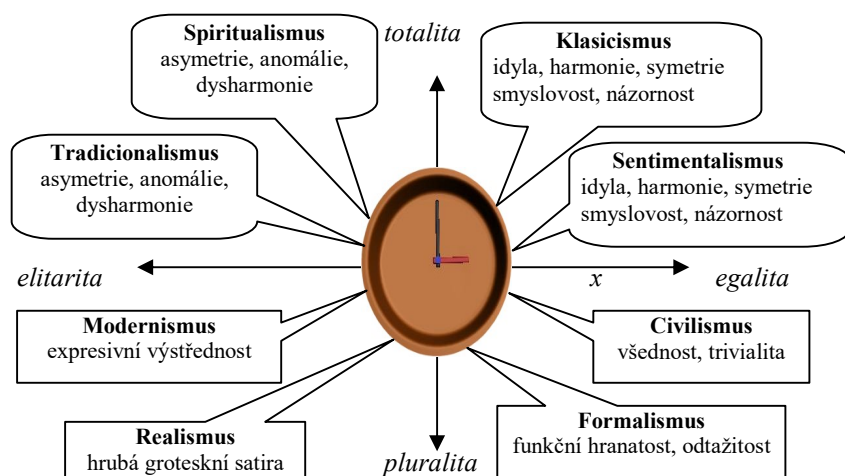 Spiritualismus
asymetrie, anomálie,
dysharmonie
totalita
Klasicismus
idyla, harmonie, symetrie
smyslovost, názornost
Tradicionalismus
asymetrie, anomálie,
dysharmonie
Sentimentalismus
idyla, harmonie, symetrie
smyslovost, názornost
elitarita
x
egalita
Modernismus
expresivní výstřednost
Civilismus
všednost, trivialita
Realismus
hrubá groteskní satira
pluralita
Formalismus
funkční hranatost, odtažitost